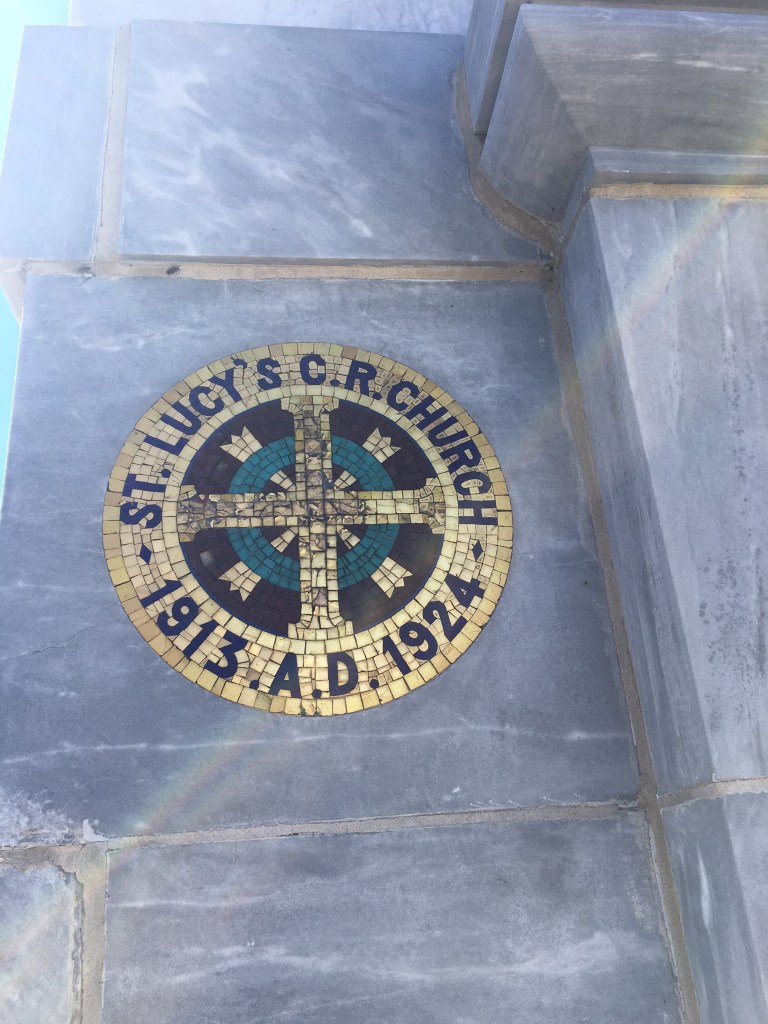 ST. LUCY'S C.R. CHURCH
1913. A.D. 1924